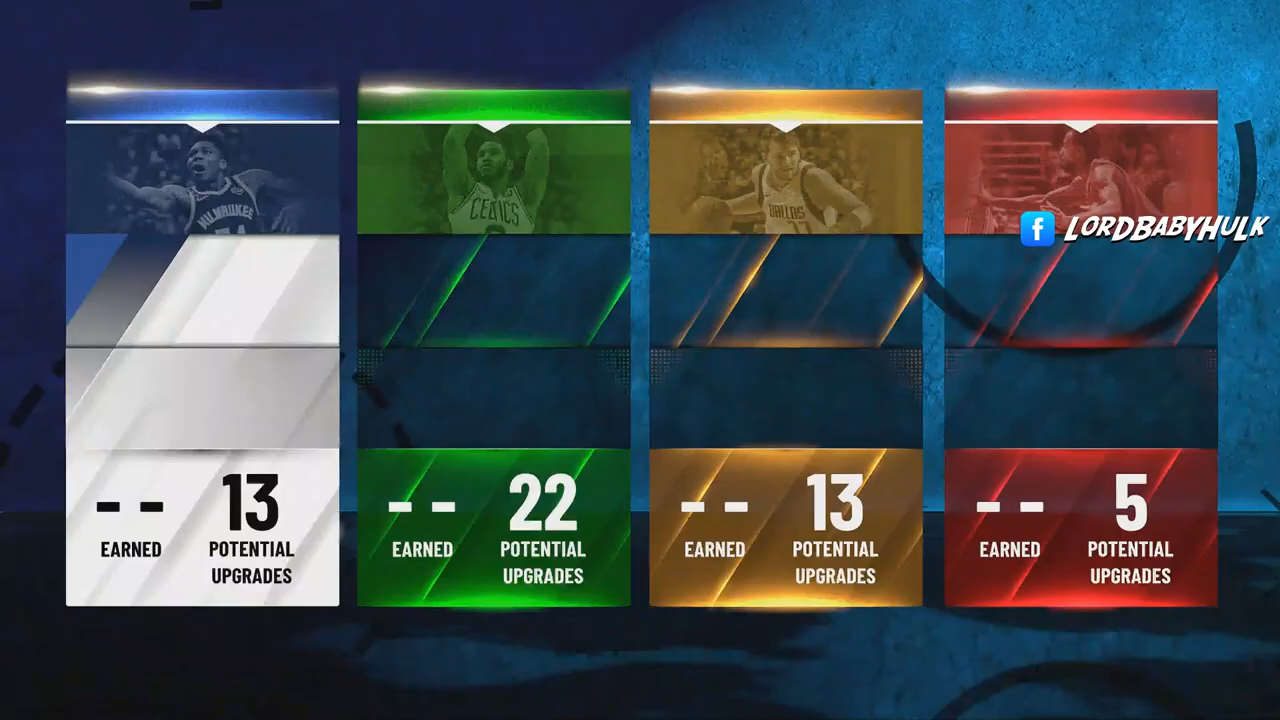 MILWAUKEE
CELTICS
DALLAS
f LORDBABYHULK
-- 13
EARNED POTENTIAL
UPGRADES
-- 22
EARNED POTENTIAL
UPGRADES
-- 13
EARNED POTENTIAL
UPGRADES
-- 5
EARNED POTENTIAL
UPGRADES